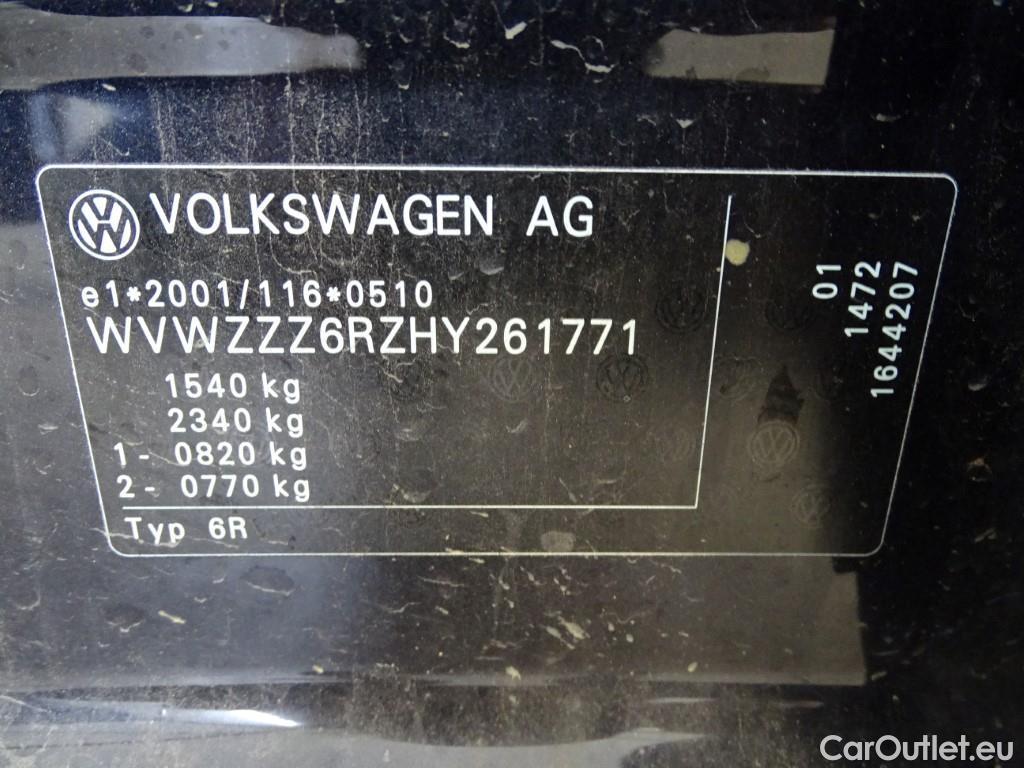 VOLKSWAGEN AG
e1*2001/116*0510
WVWZZZ6RZHY261771
1540 kg
2340 kg
1 - 0820 kg
2 - 0770 kg
Typ 6R
01
1472
1644207
CarOutlet.eu